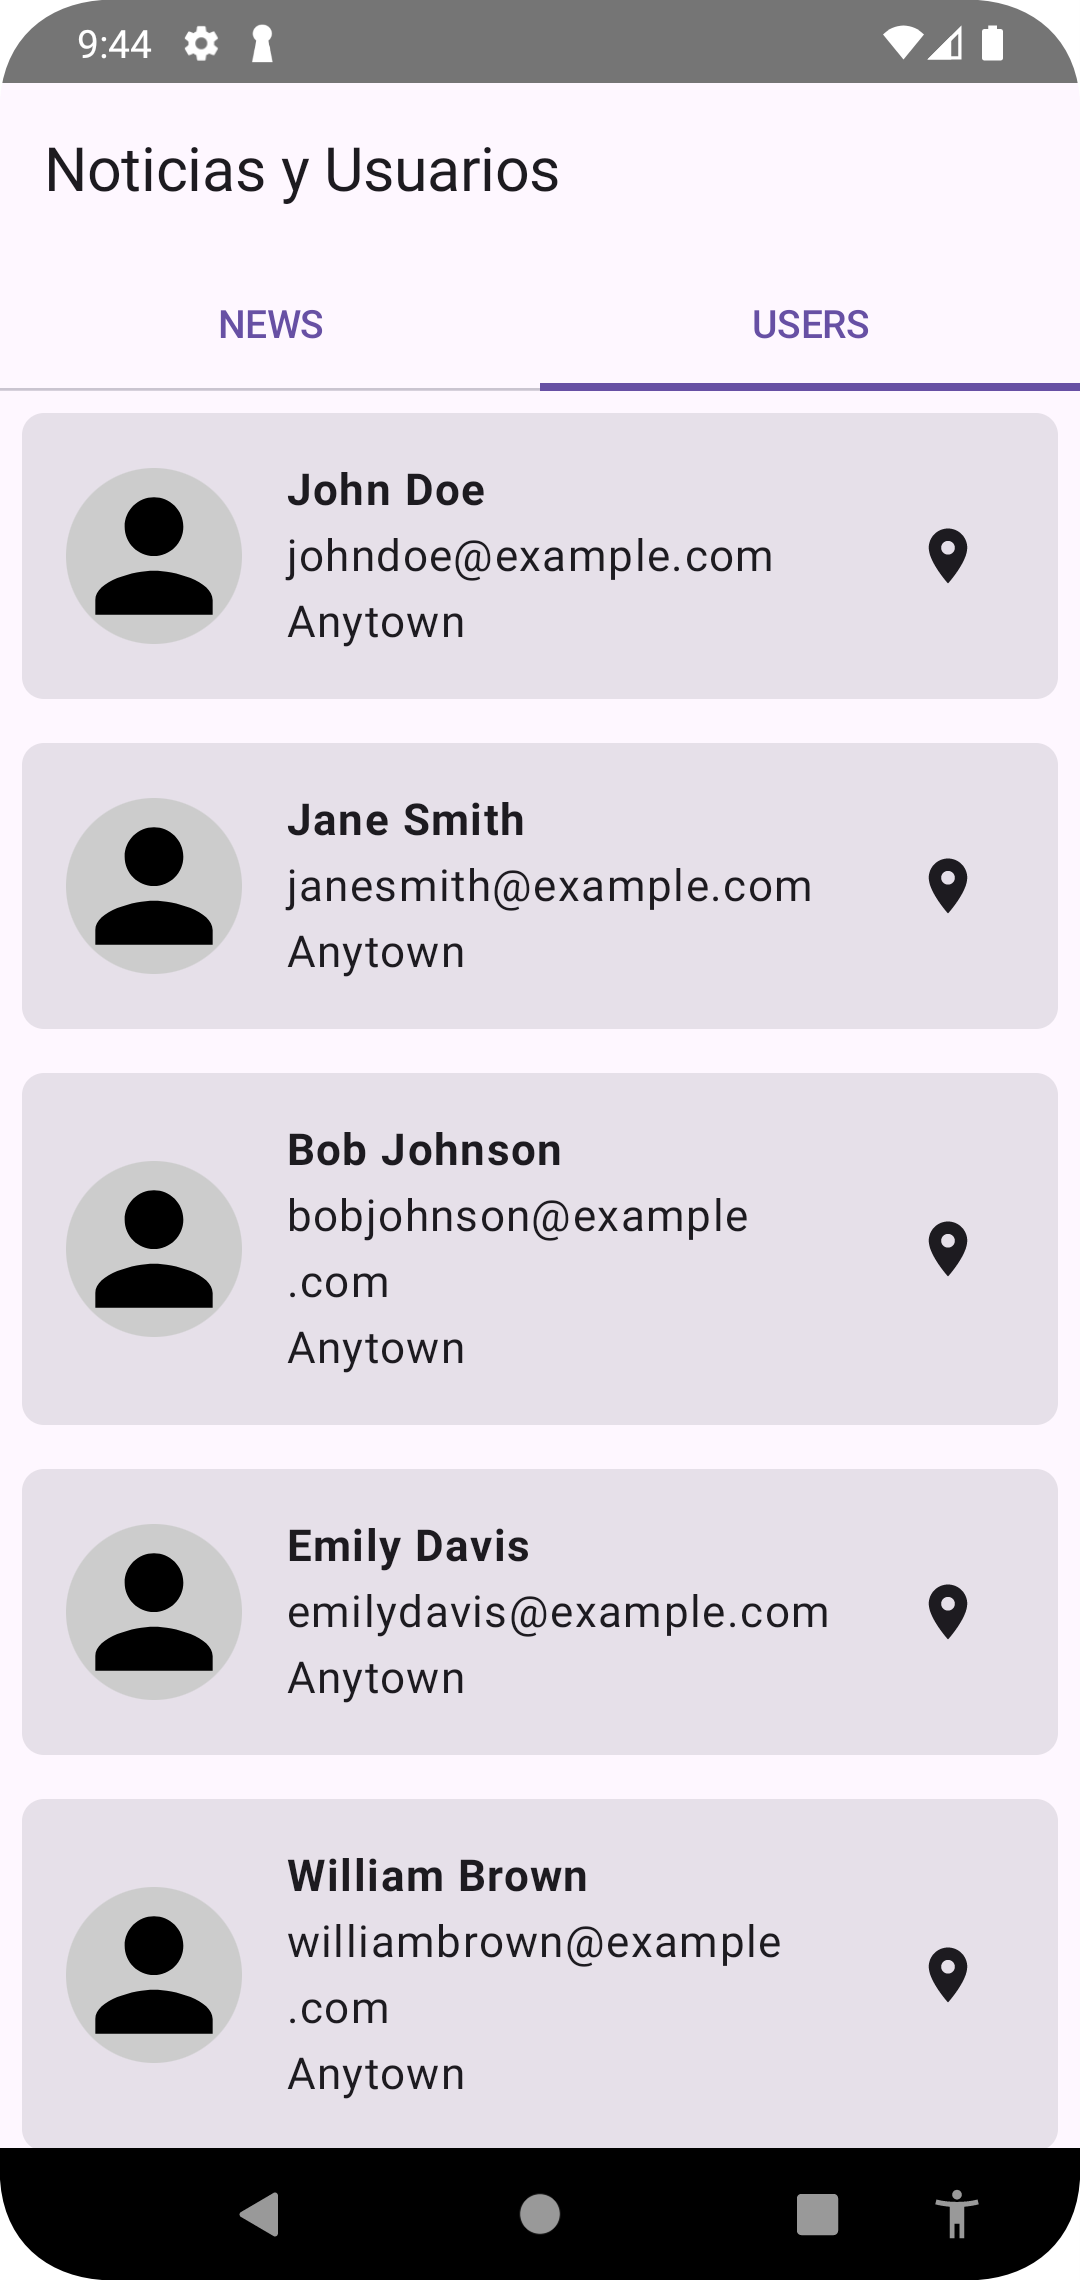 9:44
Noticias y Usuarios
NEWS
USERS
John Doe
johndoe@example.com
Anytown
Jane Smith
janesmith@example.com
Anytown
Bob Johnson
bobjohnson@example
.com
Anytown
Emily Davis
emilydavis@example.com
Anytown
William Brown
williambrown@example
.com
Anytown